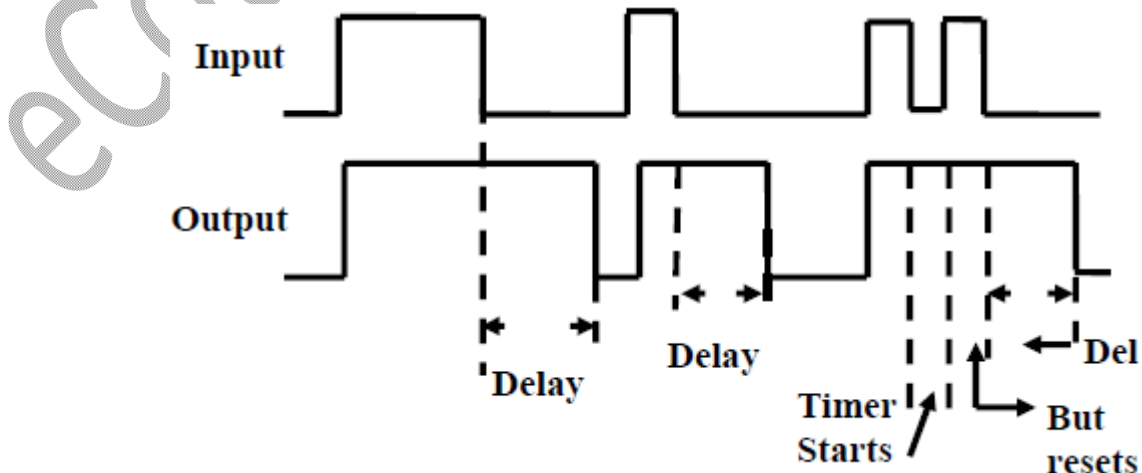 Input
Output
Delay
Delay
Del
Timer
Starts
But
resets